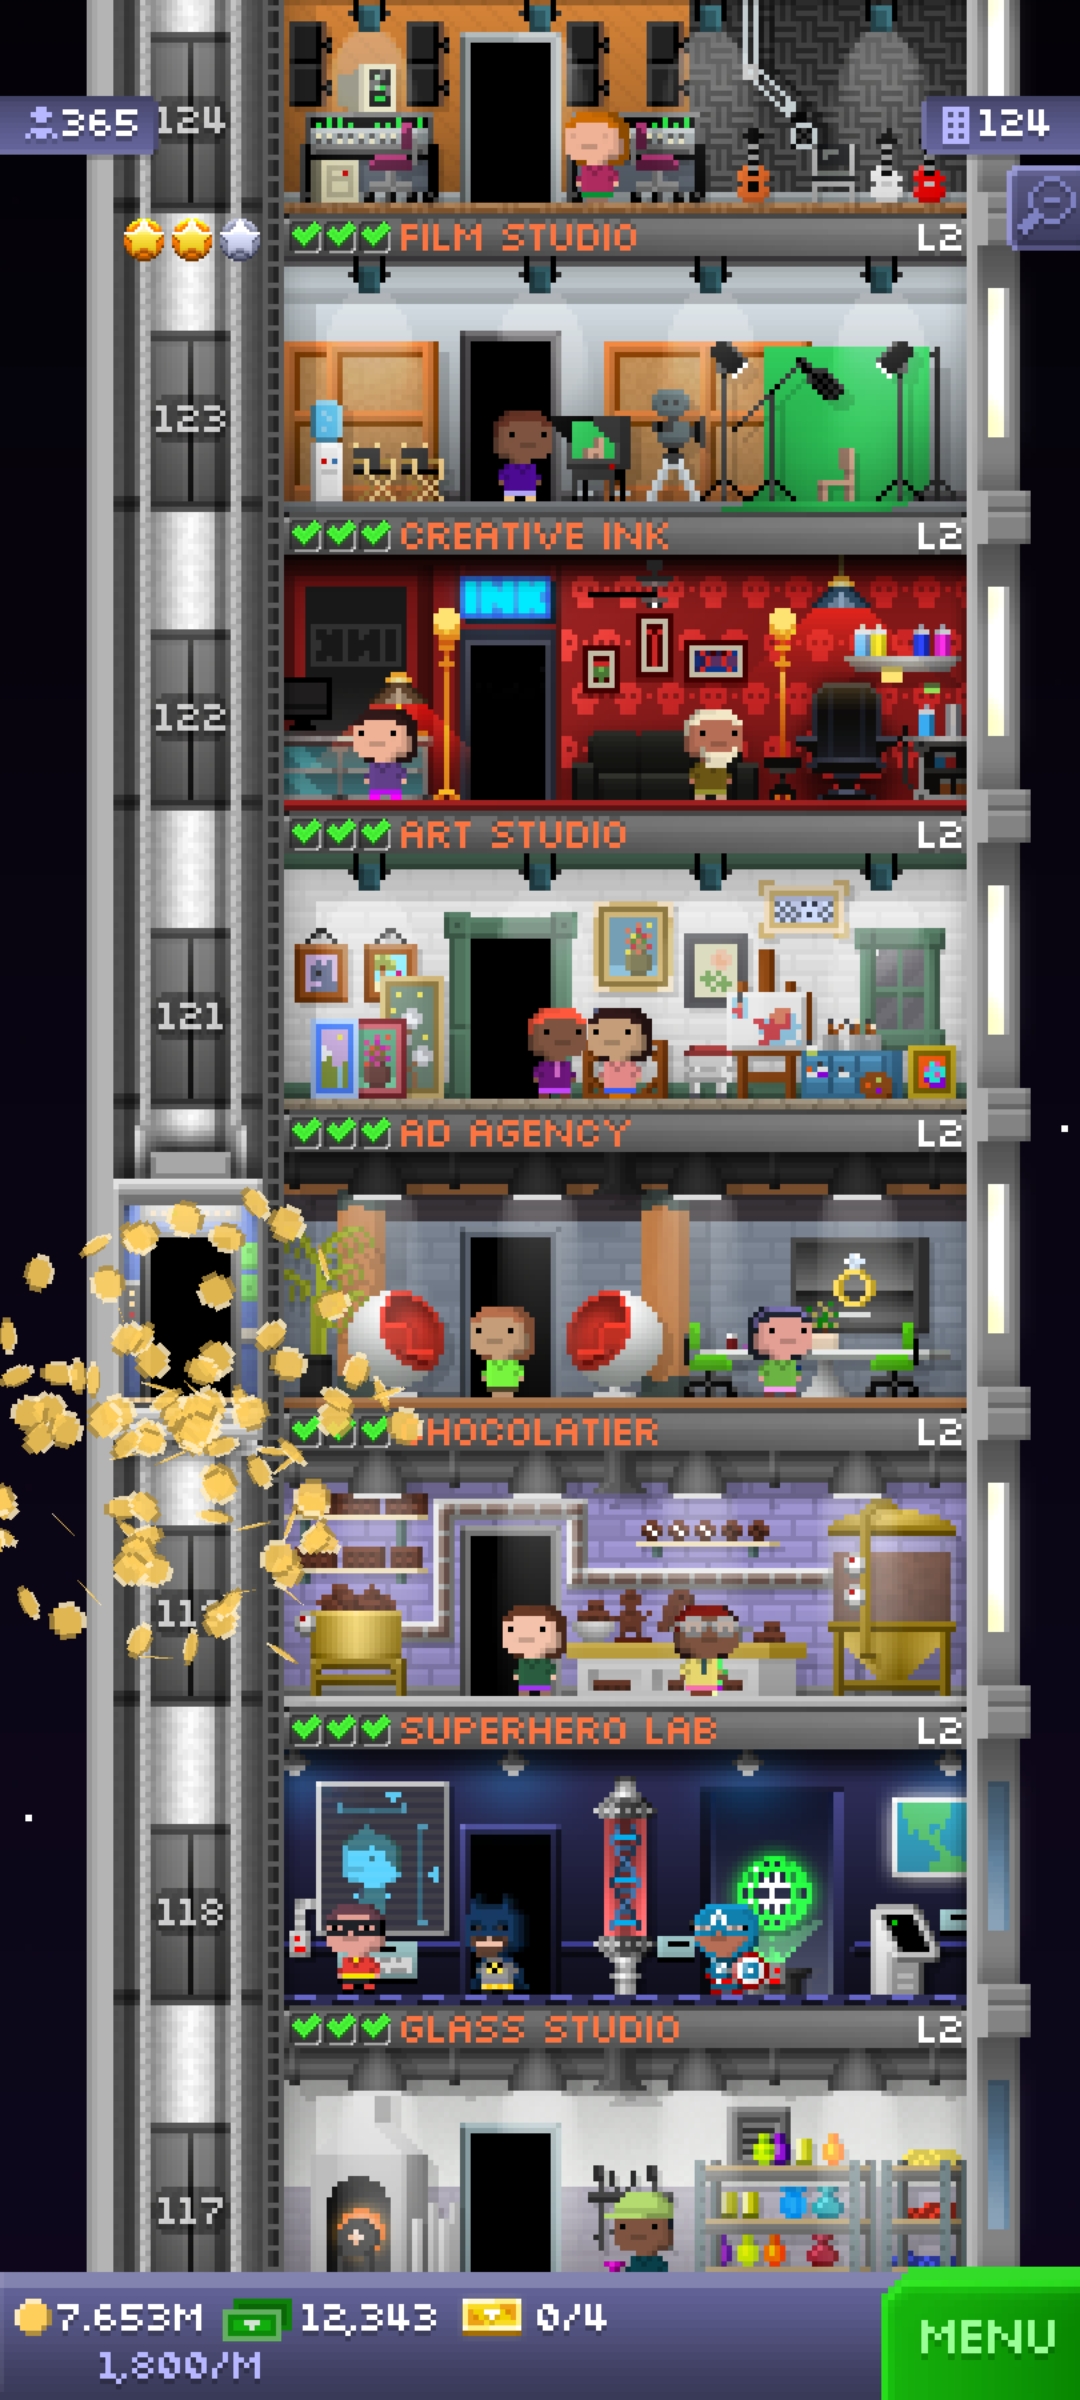 365
124
124
FILM STUDIO L2
123
CREATIVE INK L2
INK
122
ART STUDIO L2
121
AD AGENCY L2
HOCOLATIER L2
11
SUPERHERO LAB L2
118
GLASS STUDIO L2
117
7.653M 12,343 0/4
1,800/M
MENU